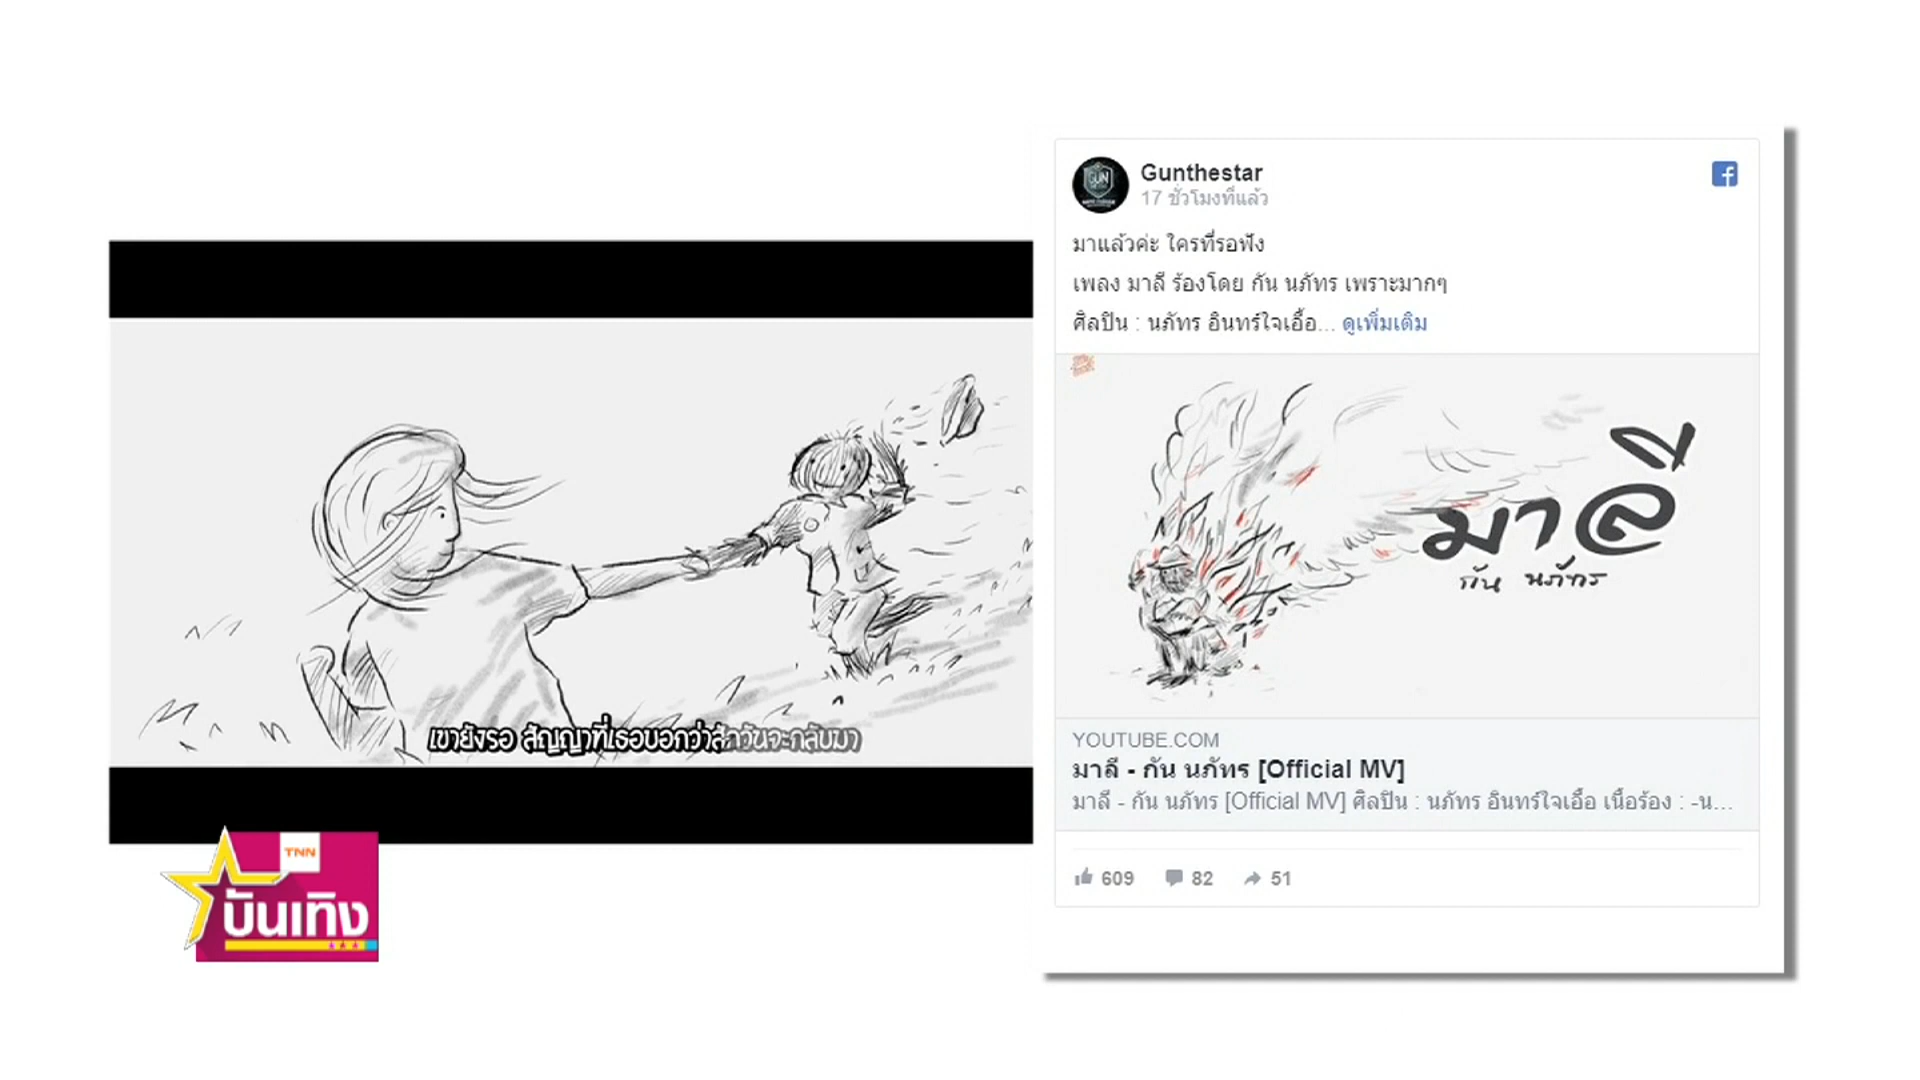 เขายังรอ สัญญาที่เธอบอกว่าสักวันจะกลับมา
TNN
บันเทิง
GUN
Gunthestar
17 ชั่วโมงที่แล้ว
มาแล้วค่ะ ใครที่รอฟัง
เพลง มาลี ร้องโดย กัน นภัทร เพราะมากๆ
ศิลปิน : นภัทร อินทร์ใจเอื้อ... ดูเพิ่มเติม
มาลี
กัน นภัทร
YOUTUBE.COM
มาลี - กัน นภัทร [Official MV]
มาลี - กัน นภัทร [Official MV] ศิลปิน : นภัทร อินทร์ใจเอื้อ เนื้อร้อง : -น...
609 82 51